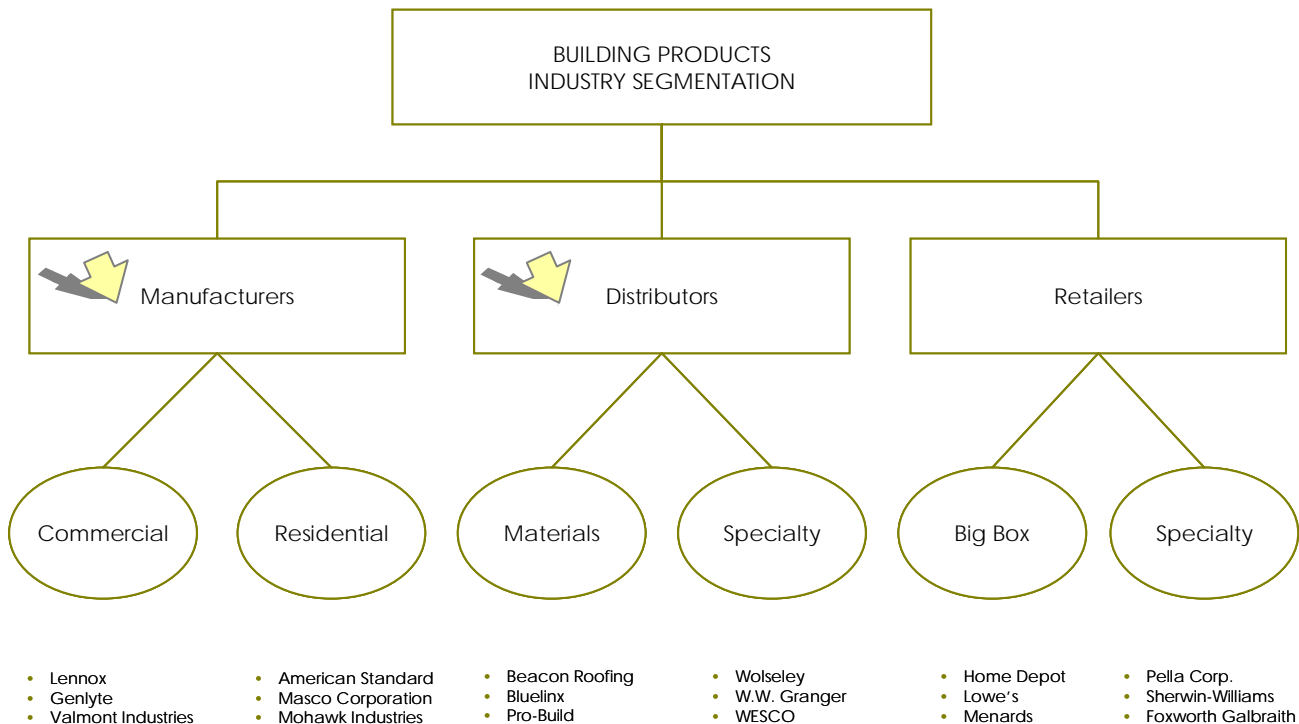 BUILDING PRODUCTS
INDUSTRY SEGMENTATION
Manufacturers
Distributors
Retailers
Commercial
Residential
Materials
Specialty
Big Box
Specialty
• Lennox
• Genlyte
• Valmont Industries
• American Standard
• Masco Corporation
• Mohawk Industries
• Beacon Roofing
• Bluelinx
• Pro-Build
• Wolseley
• W.W. Granger
• WESCO
• Home Depot
• Lowe's
• Menards
• Pella Corp.
• Sherwin-Williams
• Foxworth Galbraith